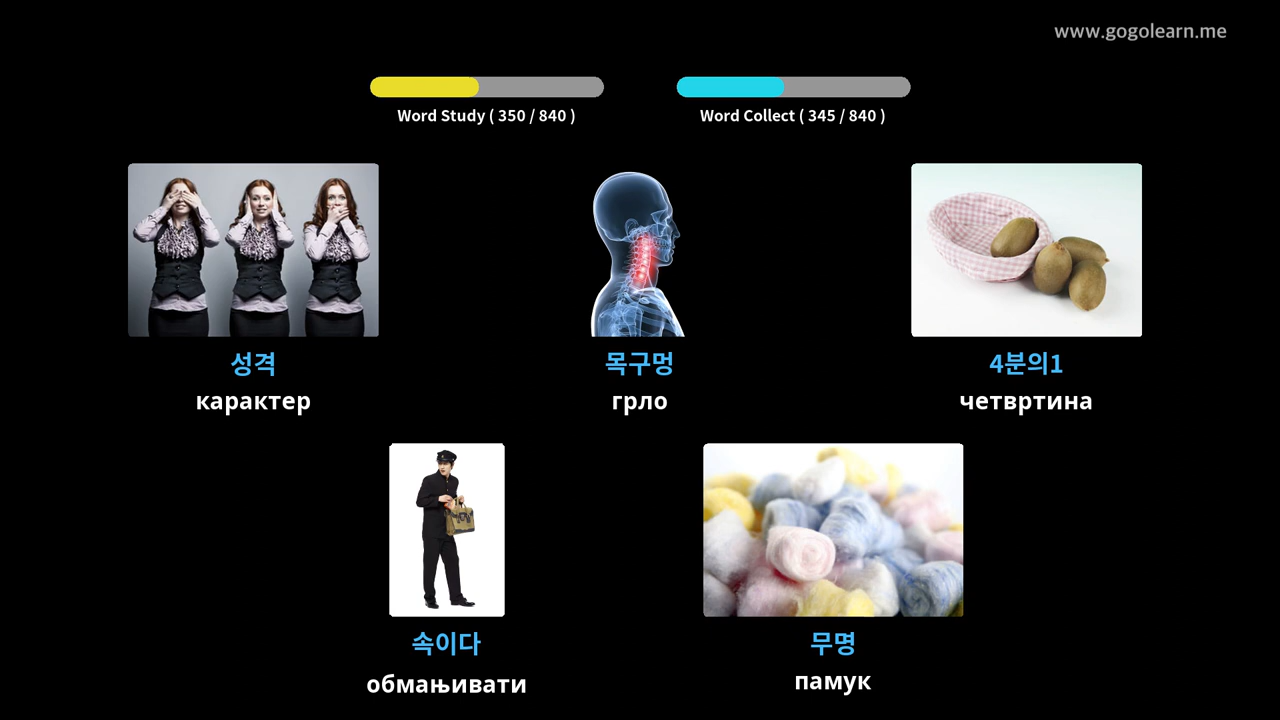 www.gogolearn.me
Word Study ( 350 / 840 )
Word Collect ( 345 / 840 )
성격
карактер
목구멍
грло
4분의1
четвртина
속이다
обмањивати
무명
памук